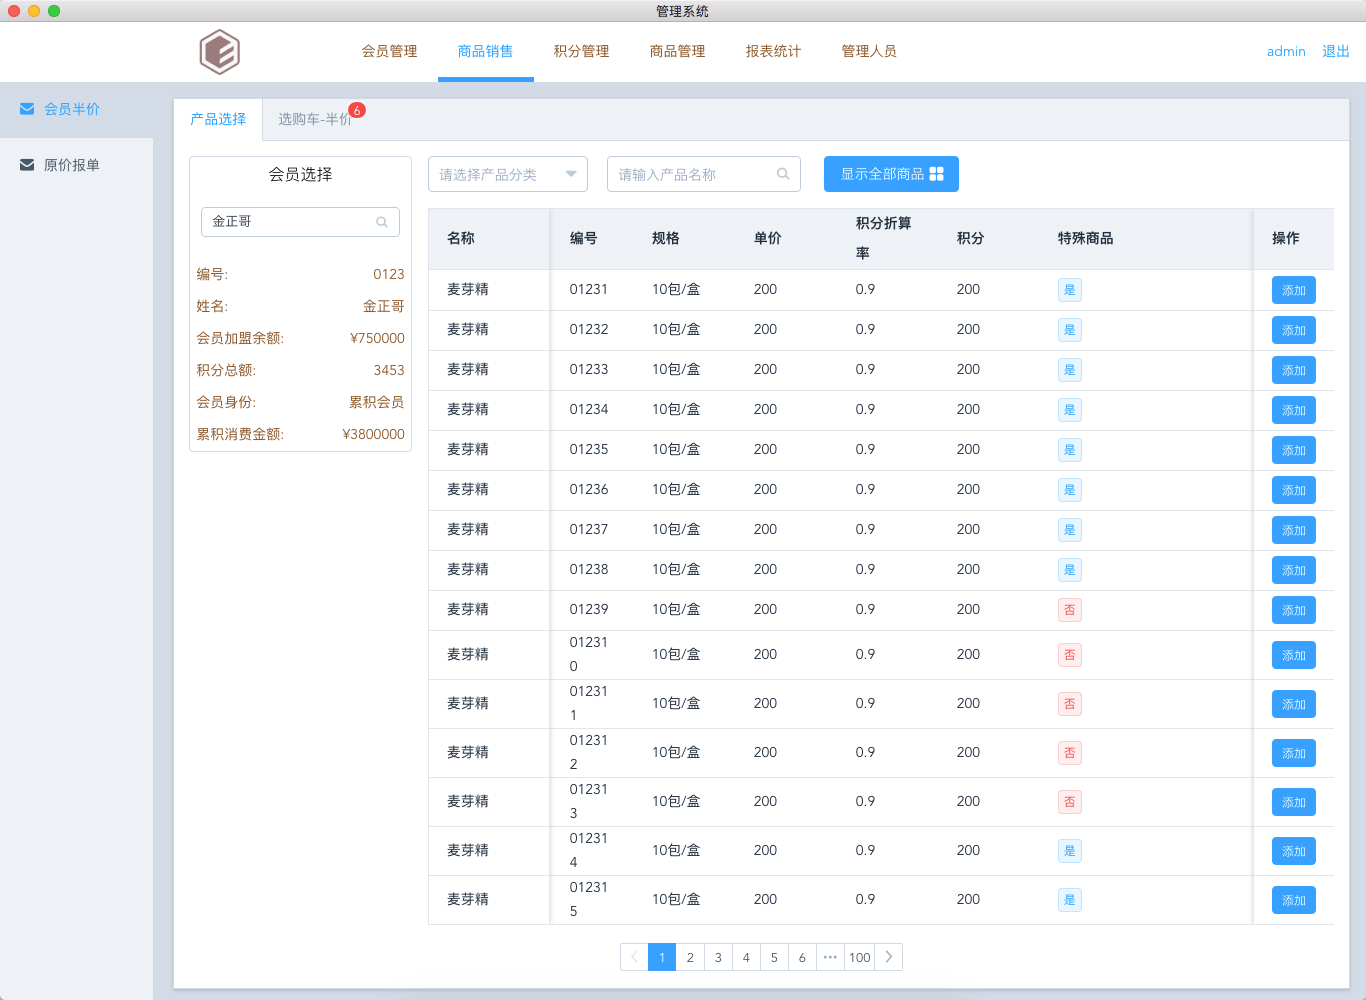 管理系统
会员管理 商品销售 积分管理 商品管理 报表统计 管理人员 admin 退出
会员半价
原价报单
产品选择 选购车-半价 6
会员选择
金正哥
编号: 0123
姓名: 金正哥
会员加盟余额: ¥750000
积分总额: 3453
会员身份: 累积会员
累积消费金额: ¥3800000
请选择产品分类 请输入产品名称 显示全部商品
名称 编号 规格 单价 积分折算率 积分 特殊商品 操作
麦芽精 01231 10包/盒 200 0.9 200 是 添加
麦芽精 01232 10包/盒 200 0.9 200 是 添加
麦芽精 01233 10包/盒 200 0.9 200 是 添加
麦芽精 01234 10包/盒 200 0.9 200 是 添加
麦芽精 01235 10包/盒 200 0.9 200 是 添加
麦芽精 01236 10包/盒 200 0.9 200 是 添加
麦芽精 01237 10包/盒 200 0.9 200 是 添加
麦芽精 01238 10包/盒 200 0.9 200 是 添加
麦芽精 01239 10包/盒 200 0.9 200 否 添加
麦芽精 012310 10包/盒 200 0.9 200 否 添加
麦芽精 012311 10包/盒 200 0.9 200 否 添加
麦芽精 012312 10包/盒 200 0.9 200 否 添加
麦芽精 012313 10包/盒 200 0.9 200 否 添加
麦芽精 012314 10包/盒 200 0.9 200 是 添加
麦芽精 012315 10包/盒 200 0.9 200 是 添加
1 2 3 4 5 6 ··· 100